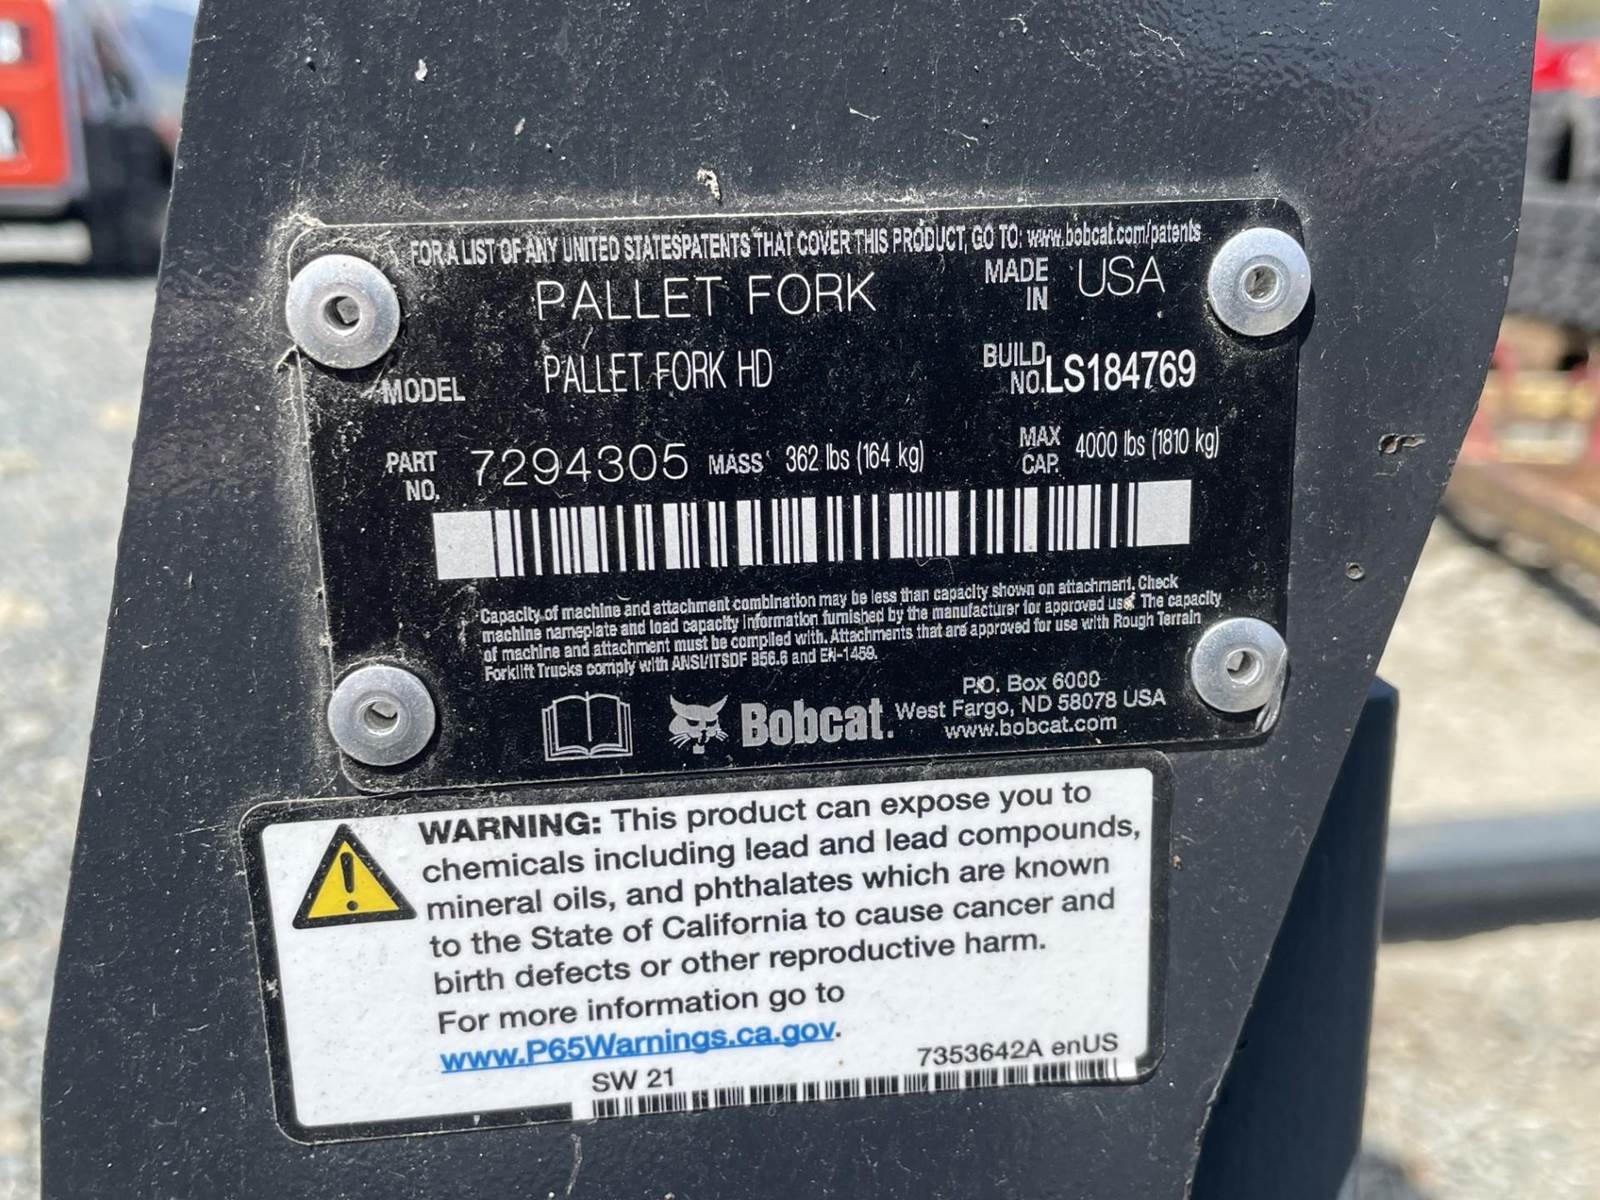 FOR A LIST OF ANY UNITED STATESPATENTS THAT COVER THIS PRODUCT, GO TO: www.bobcat.com/patents
PALLET FORK
MADE IN USA
MODEL PALLET FORK HD
BUILD NO. LS184769
PART NO. 7294305 MASS 362 lbs (164 kg)
MAX CAP. 4000 lbs (1810 kg)
Capacity of machine and attachment combination may be less than capacity shown on attachment. Check
machine nameplate and load capacity information furnished by the manufacturer for approved use. The capacity
of machine and attachment must be complied with. Attachments that are approved for use with Rough Terrain
Forklift Trucks comply with ANSI/ITSDF B56.6 and EN-1459.
Bobcat.
P.O. Box 6000
West Fargo, ND 58078 USA
www.bobcat.com
WARNING: This product can expose you to
chemicals including lead and lead compounds,
mineral oils, and phthalates which are known
to the State of California to cause cancer and
birth defects or other reproductive harm.
For more information go to
www.P65Warnings.ca.gov.
SW 21
7353642A enUS